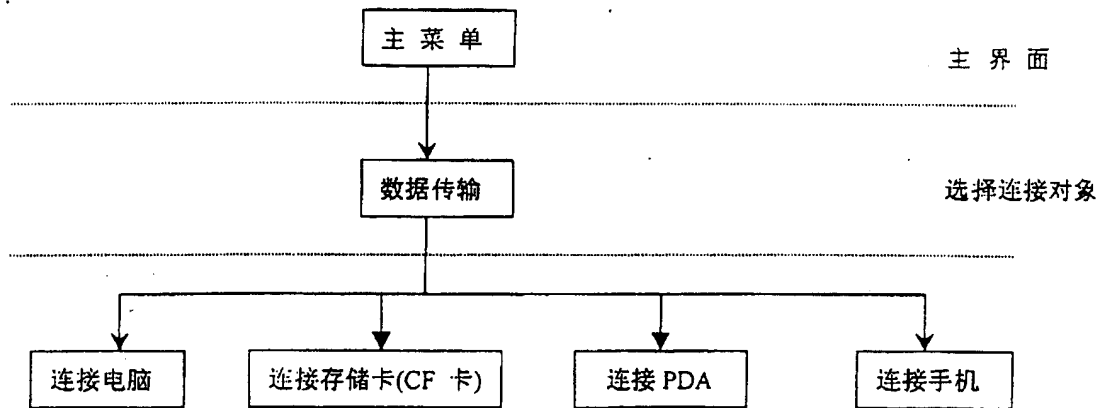 主 菜 单
主 界 面
数据传输
选择连接对象
连接电脑
连接存储卡(CF 卡)
连接 PDA
连接手机